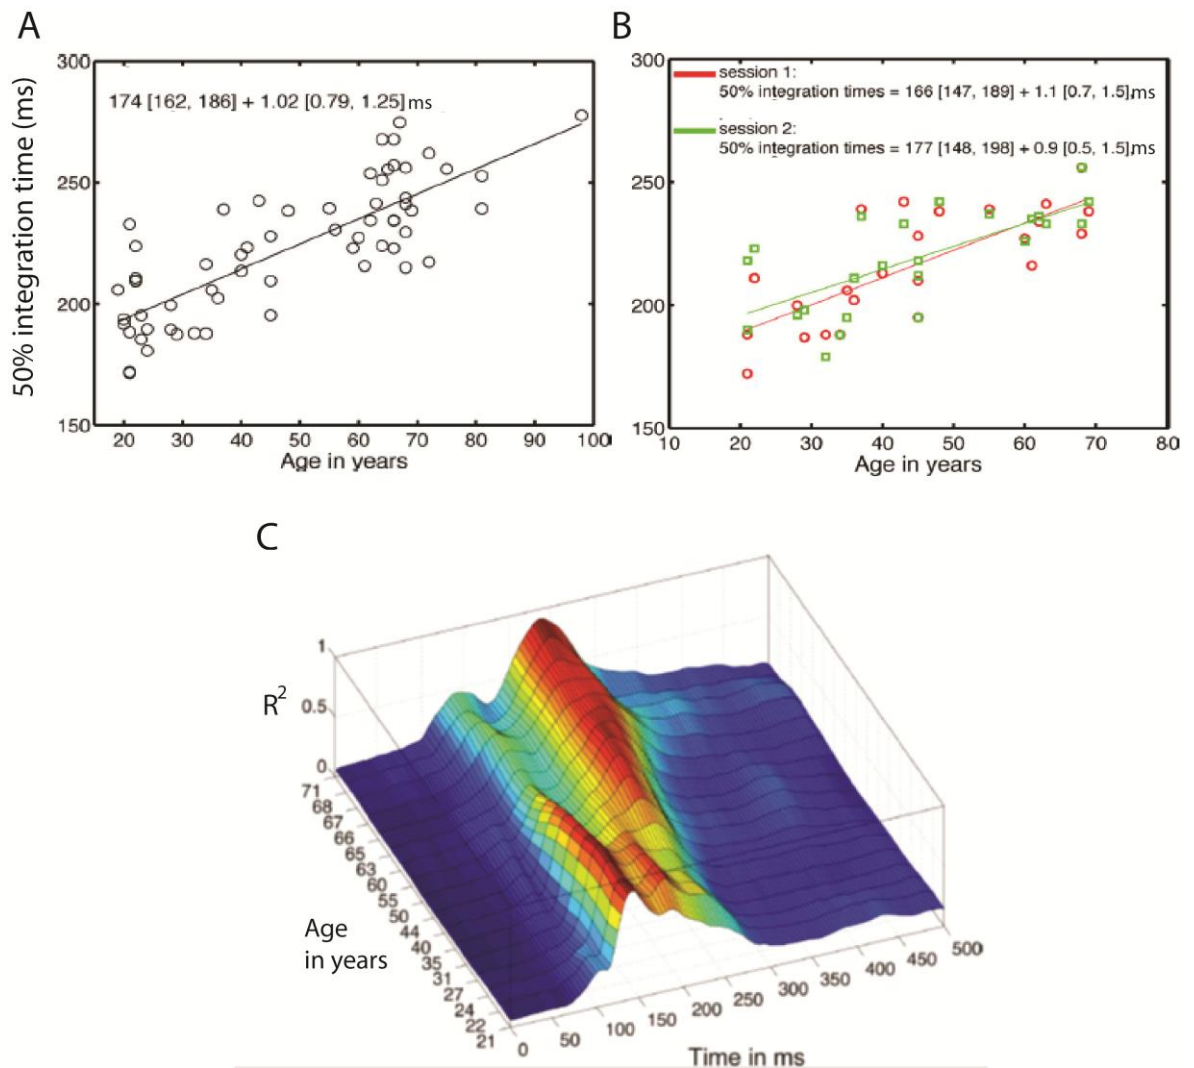 A
B
300
250
200
150
50% integration time (ms)
174 [162, 186] + 1.02 [0.79, 1.25] ms
20 30 40 50 60 70 80 90 100
Age in years
300
250
200
150
session 1:
50% integration times = 166 [147, 189] + 1.1 [0.7, 1.5] ms
session 2:
50% integration times = 177 [148, 198] + 0.9 [0.5, 1.5] ms
10 20 30 40 50 60 70 80
Age in years
C
1
0.5
0
R2
71
68
67
66
65
63
60
55
50
44
40
35
31
27
24
22
21
Age
in years
0 50 100 150 200 250 300 350 400 450 500
Time in ms